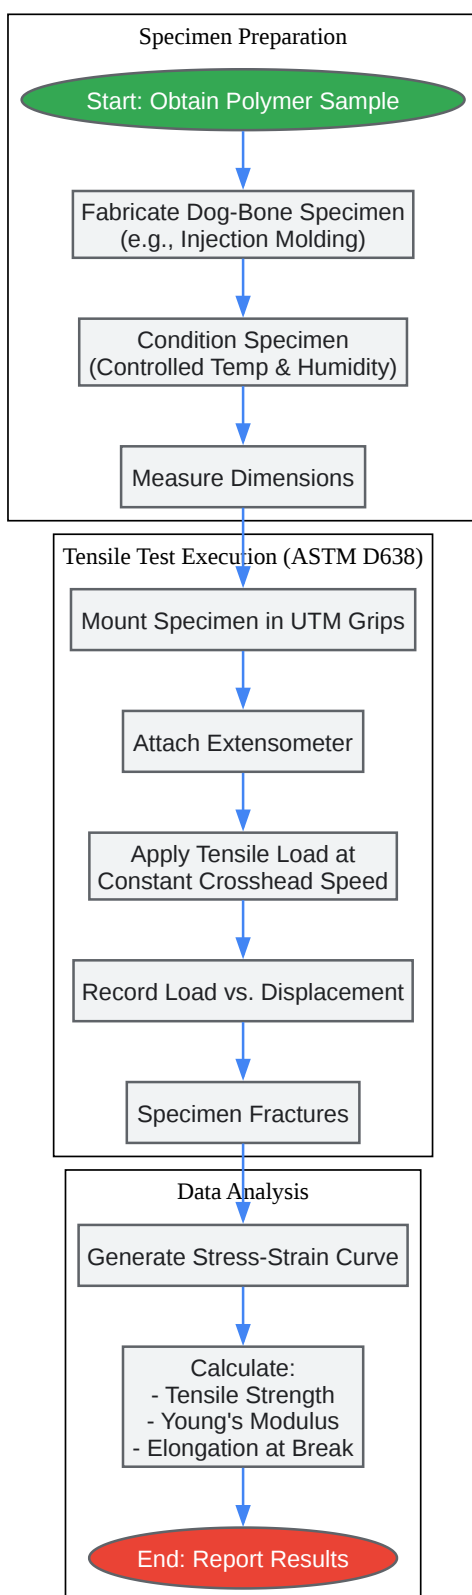 Specimen Preparation
Start: Obtain Polymer Sample
Fabricate Dog-Bone Specimen
(e.g., Injection Molding)
Condition Specimen
(Controlled Temp & Humidity)
Measure Dimensions
Tensile Test Execution (ASTM D638)
Mount Specimen in UTM Grips
Attach Extensometer
Apply Tensile Load at
Constant Crosshead Speed
Record Load vs. Displacement
Specimen Fractures
Data Analysis
Generate Stress-Strain Curve
Calculate:
- Tensile Strength
- Young's Modulus
- Elongation at Break
End: Report Results